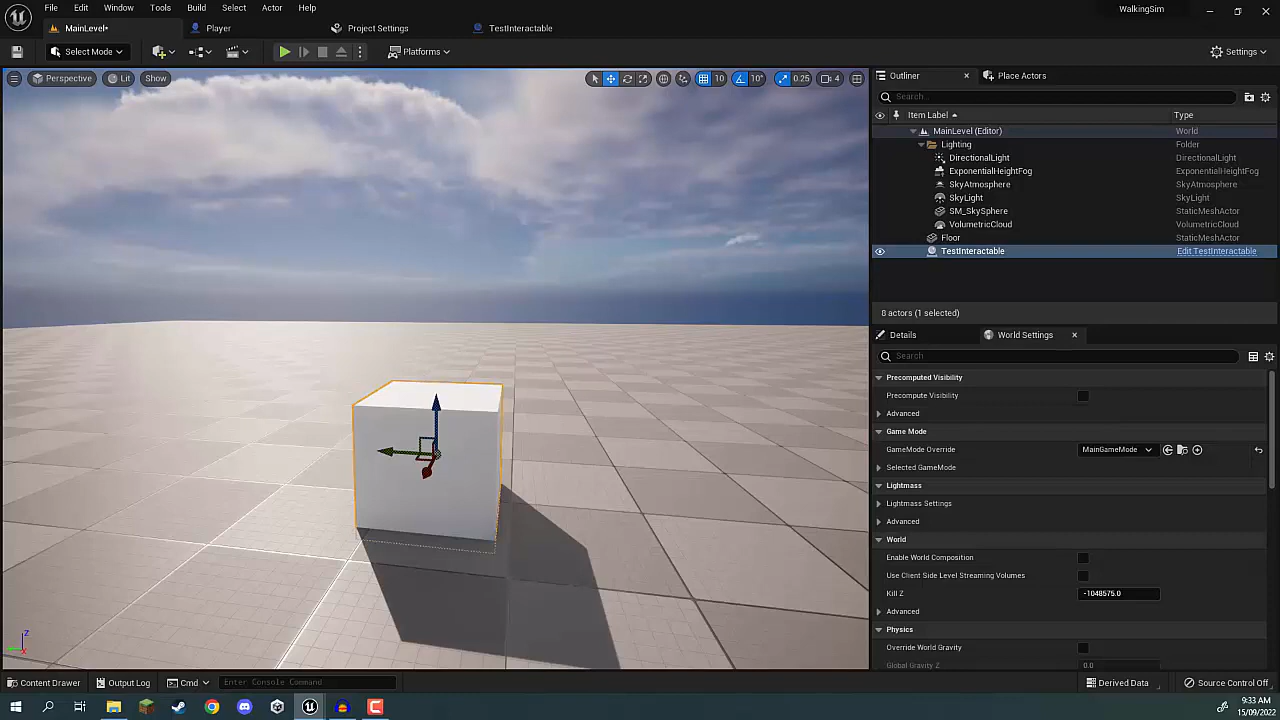 File Edit Window Tools Build Select Actor Help
WalkingSim
MainLevel•
Player
Project Settings
TestInteractable
Select Mode
Platforms
Settings
Perspective
Lit
Show
10
10°
0.25
4
Outliner
Place Actors
Search...
Item Label
Type
MainLevel (Editor)
World
Lighting
Folder
DirectionalLight
DirectionalLight
ExponentialHeightFog
ExponentialHeightFog
SkyAtmosphere
SkyAtmosphere
SkyLight
SkyLight
SM_SkySphere
StaticMeshActor
VolumetricCloud
VolumetricCloud
Floor
StaticMeshActor
TestInteractable
Edit TestInteractable
8 actors (1 selected)
Details
World Settings
Search
Precomputed Visibility
Precompute Visibility
Advanced
Game Mode
GameMode Override
MainGameMode
Selected GameMode
Lightmass
Lightmass Settings
Advanced
World
Enable World Composition
Use Client Side Level Streaming Volumes
Kill Z
-1048575.0
Advanced
Physics
Override World Gravity
Global Gravity Z
0.0
z
Content Drawer
Output Log
Cmd
Enter Console Command
Derived Data
Source Control Off
9:33 AM
15/09/2022